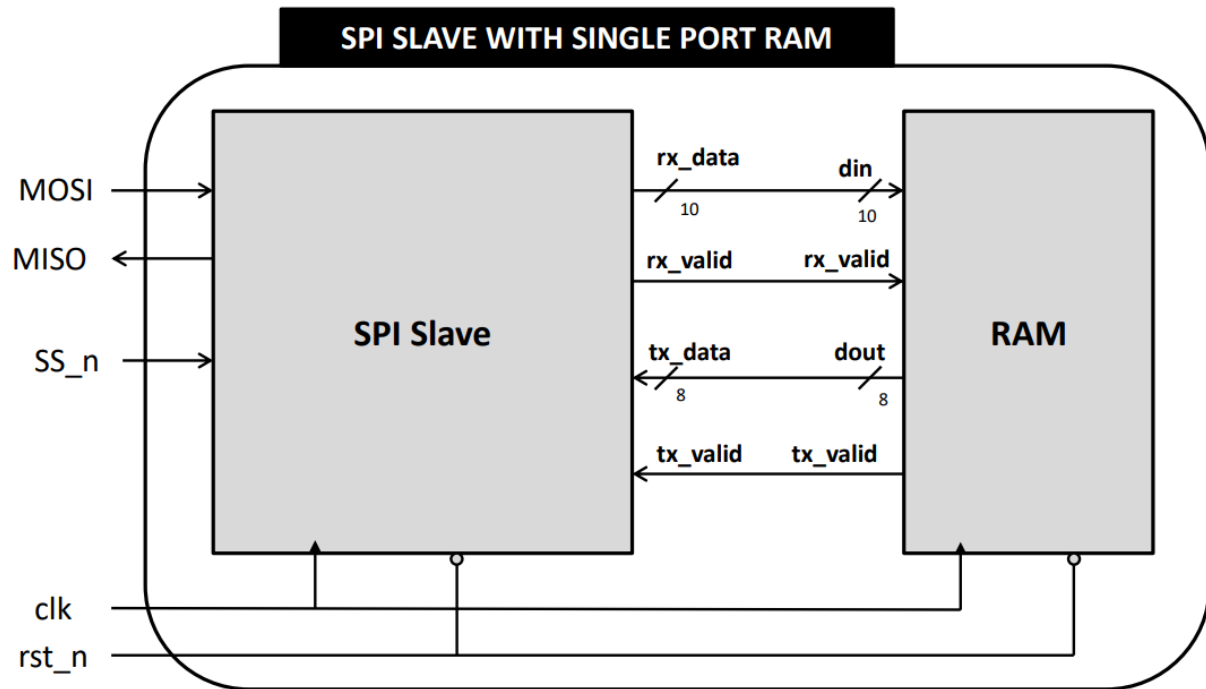 SPI SLAVE WITH SINGLE PORT RAM
MOSI
MISO
SS_n
clk
rst_n
SPI Slave
rx_data
10
din
10
rx_valid
rx_valid
tx_data
8
dout
8
tx_valid
tx_valid
RAM